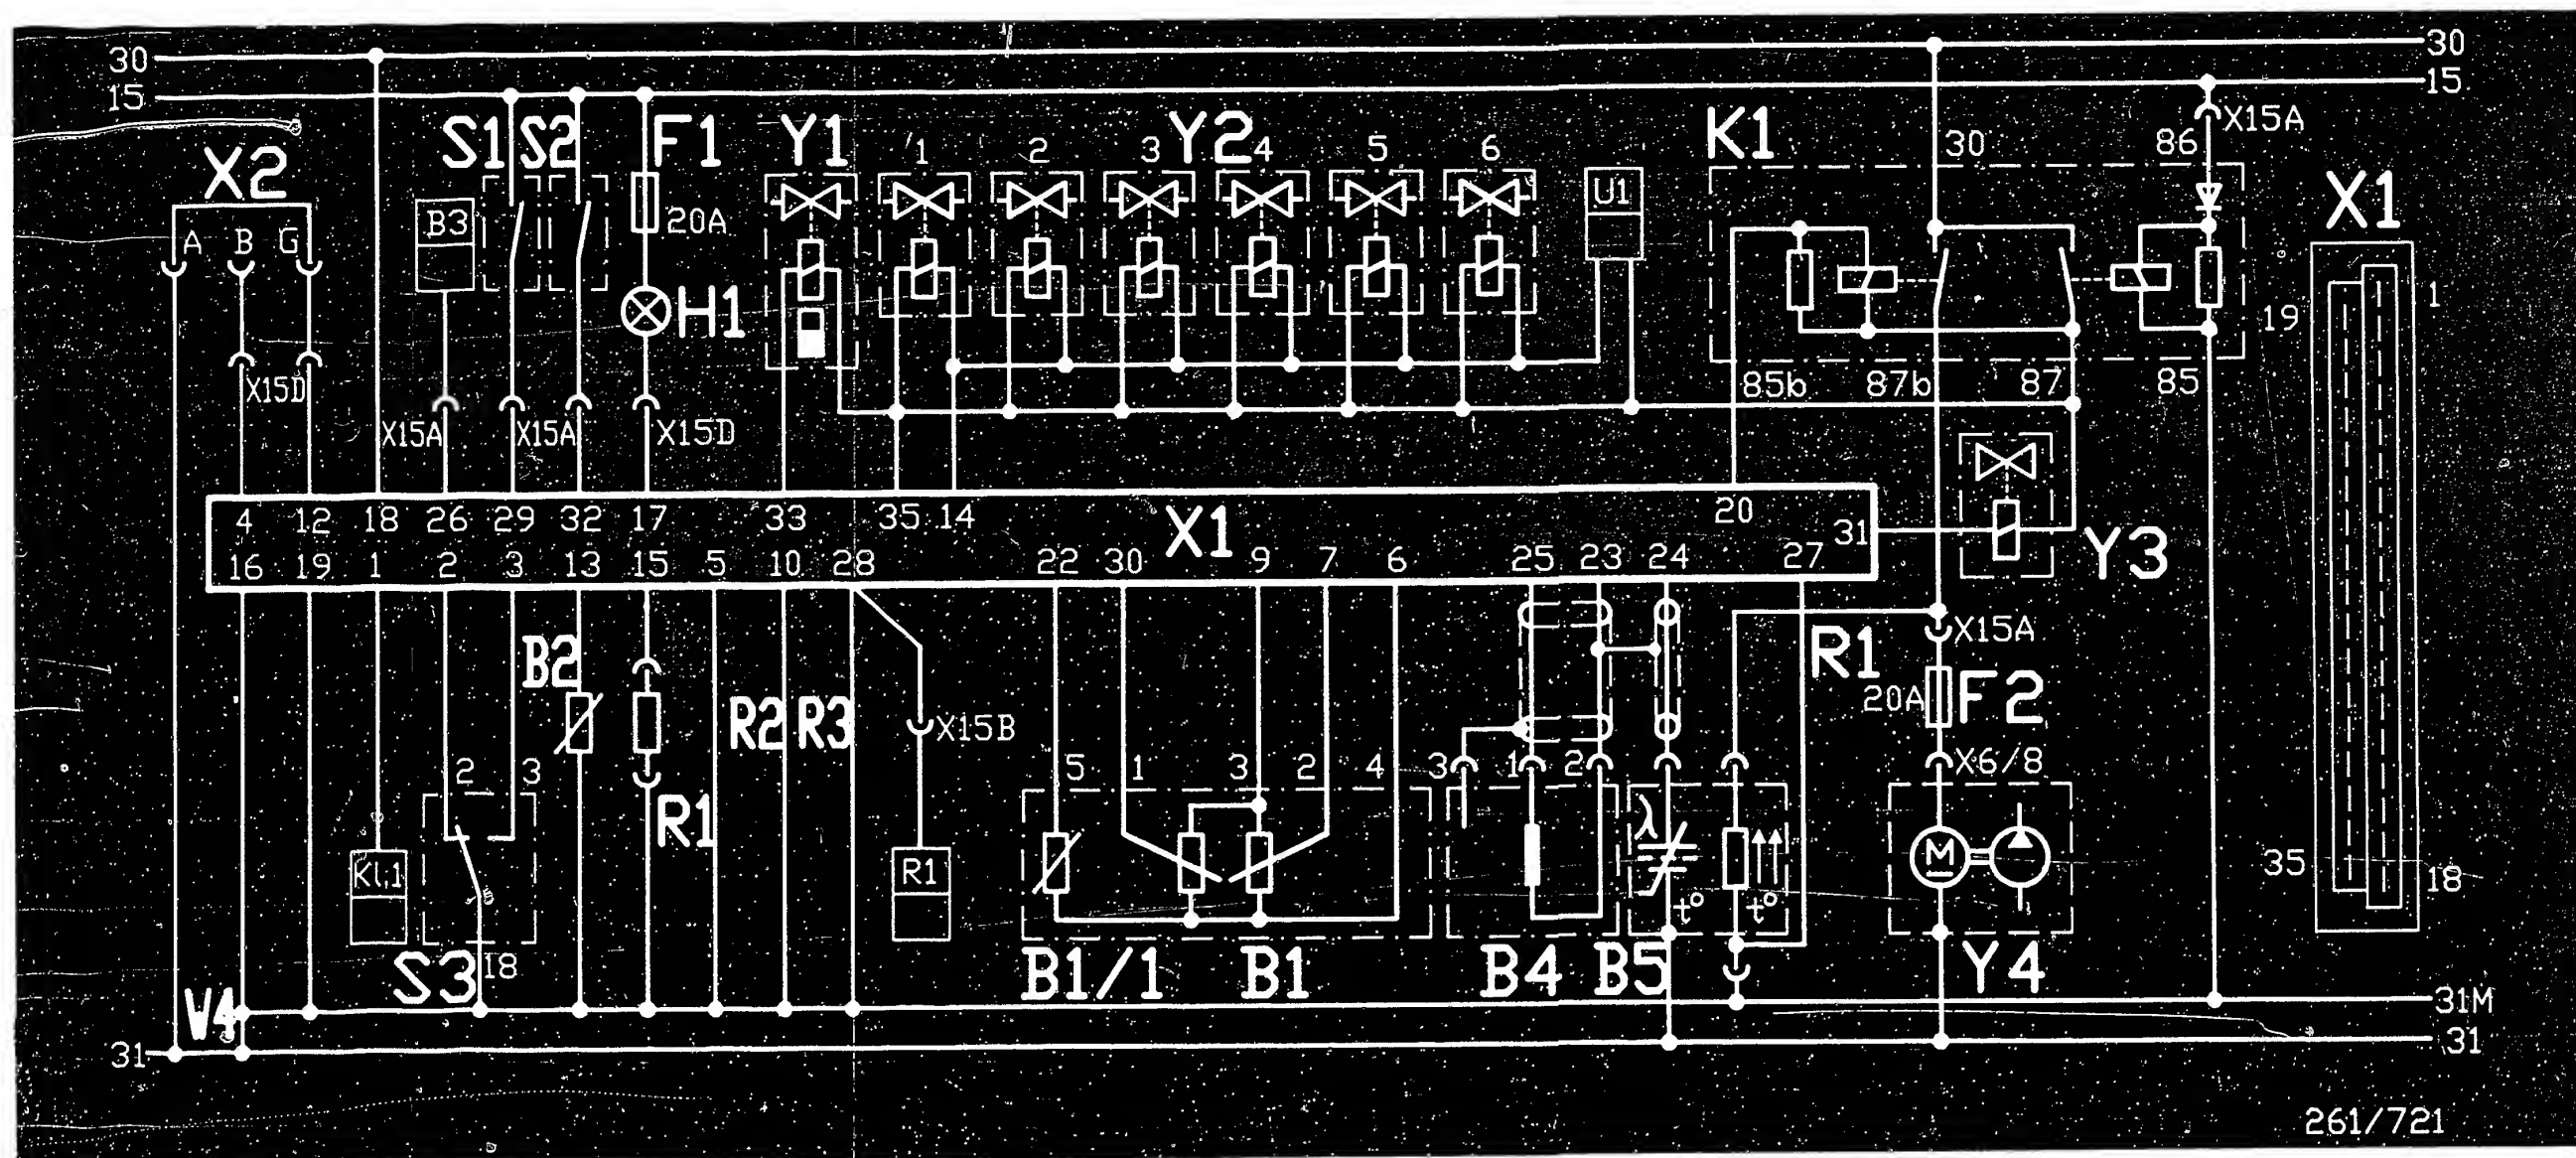 30 30
15 15
X2 S1 S2 F1 Y1 1 2 3 Y2 4 5 6 K1 30 86 X15A X1
A B G B3 20A U1
H1 19 1
X15D X15A X15A X15D 85b 87b 87 85
4 12 18 26 29 32 17 33 35 14 X1 20 31 Y3
16 19 1 2 3 13 15 5 10 28 22 30 9 7 6 25 23 24 27
B2 R1 X15A
R2 R3 X15B 20A F2
2 3 5 1 3 2 4 3 1 2 X6/8
R1 λ M
Kl.1 R1 t° t° 35 18
S3 18 B1/1 B1 B4 B5 Y4
V4 31M
31 31
261/721